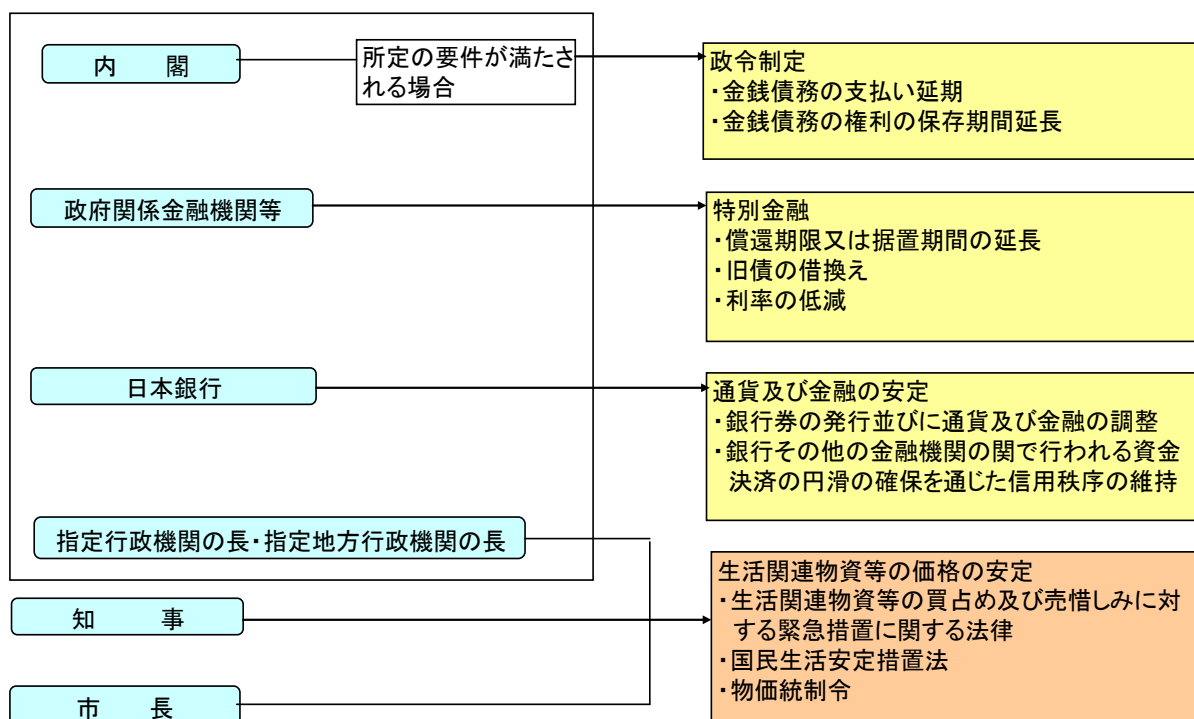 内　　閣
所定の要件が満たさ
れる場合
政令制定
・金銭債務の支払い延期
・金銭債務の権利の保存期間延長
政府関係金融機関等
特別金融
・償還期限又は据置期間の延長
・旧債の借換え
・利率の低減
日本銀行
通貨及び金融の安定
・銀行券の発行並びに通貨及び金融の調整
・銀行その他の金融機関の関で行われる資金
決済の円滑の確保を通じた信用秩序の維持
指定行政機関の長・指定地方行政機関の長
生活関連物資等の価格の安定
・生活関連物資等の買占め及び売惜しみに対
する緊急措置に関する法律
・国民生活安定措置法
・物価統制令
知　　事
市　　長